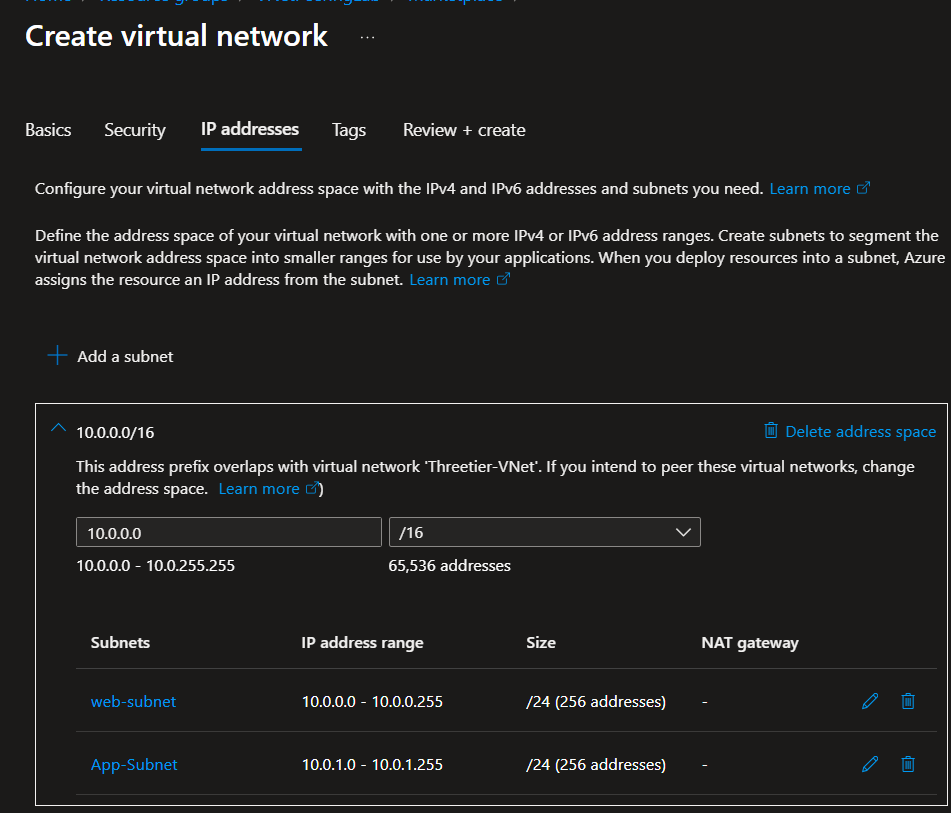 Create virtual network ...
Basics Security IP addresses Tags Review + create
Configure your virtual network address space with the IPv4 and IPv6 addresses and subnets you need. Learn more
Define the address space of your virtual network with one or more IPv4 or IPv6 address ranges. Create subnets to segment the
virtual network address space into smaller ranges for use by your applications. When you deploy resources into a subnet, Azure
assigns the resource an IP address from the subnet. Learn more
Add a subnet
10.0.0.0/16 Delete address space
This address prefix overlaps with virtual network 'Threetier-VNet'. If you intend to peer these virtual networks, change
the address space. Learn more )
10.0.0.0 /16
10.0.0.0 - 10.0.255.255 65,536 addresses
Subnets IP address range Size NAT gateway
web-subnet 10.0.0.0 - 10.0.0.255 /24 (256 addresses) -
App-Subnet 10.0.1.0 - 10.0.1.255 /24 (256 addresses) -